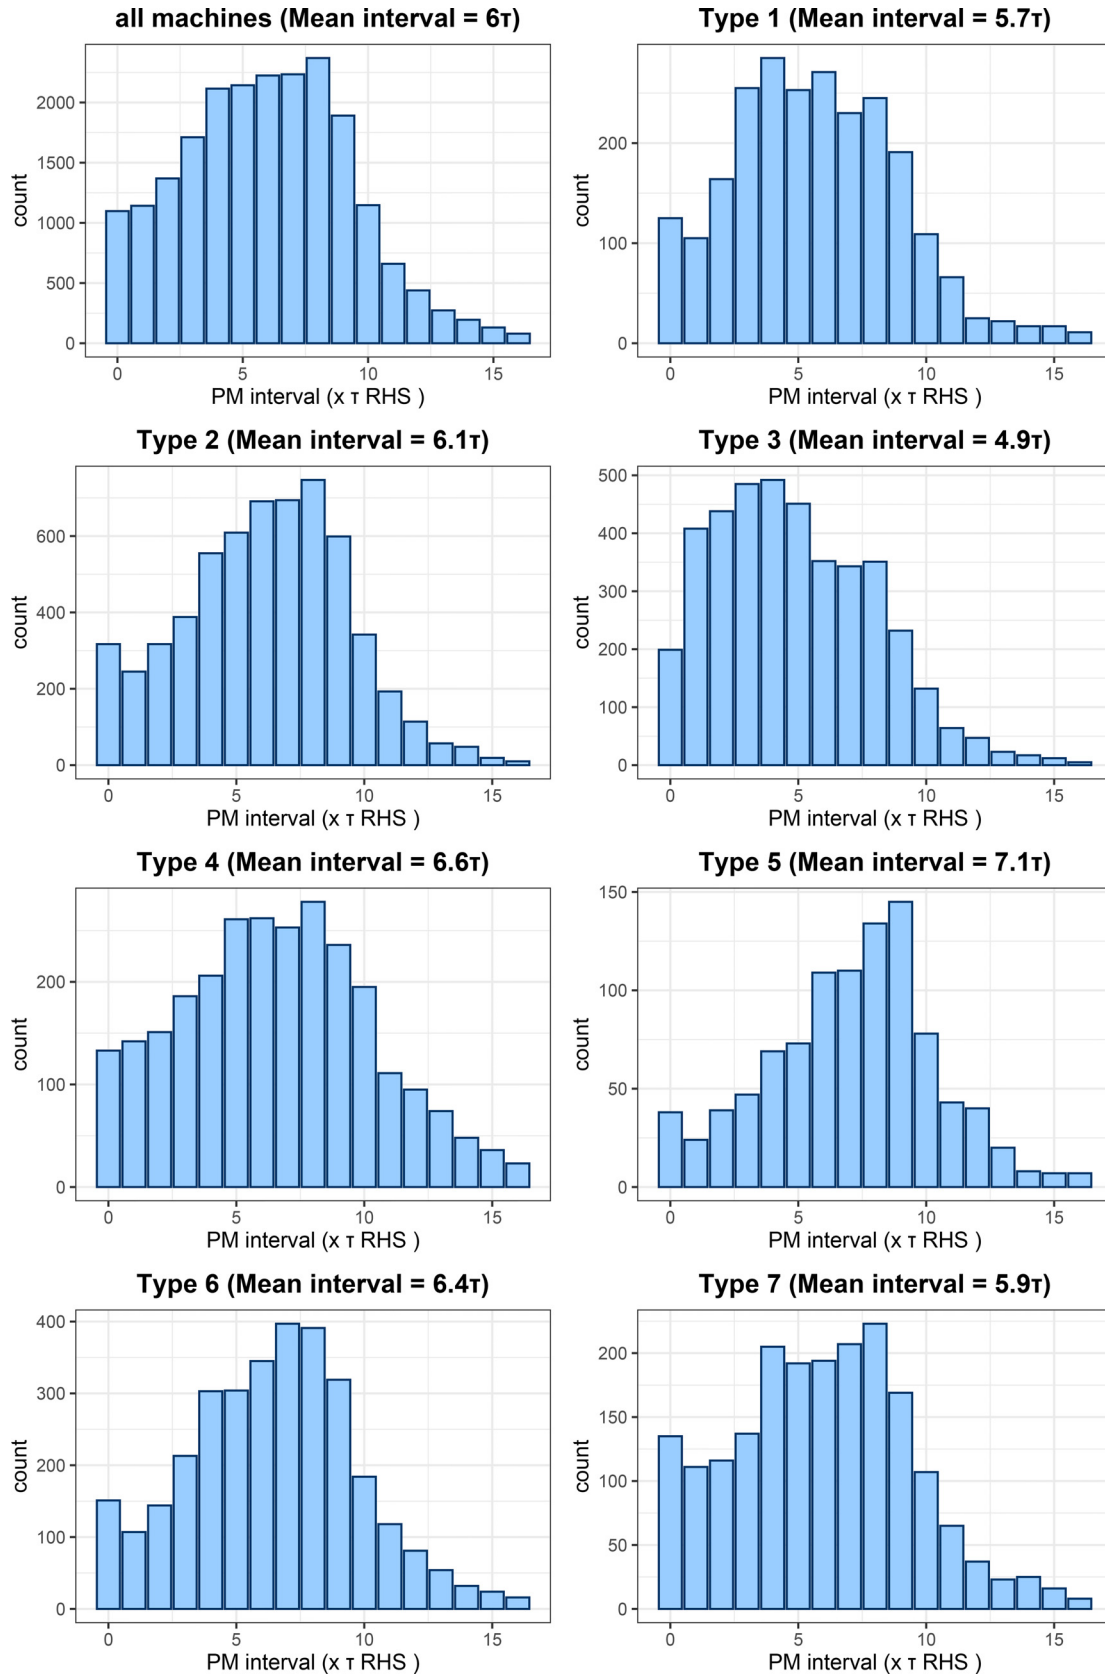 all machines (Mean interval = 6τ)
count
2000
1500
1000
500
0
0 5 10 15
PM interval (x τ RHS )
Type 1 (Mean interval = 5.7τ)
count
200
100
0
0 5 10 15
PM interval (x τ RHS )
Type 2 (Mean interval = 6.1τ)
count
600
400
200
0
0 5 10 15
PM interval (x τ RHS )
Type 3 (Mean interval = 4.9τ)
count
500
400
300
200
100
0
0 5 10 15
PM interval (x τ RHS )
Type 4 (Mean interval = 6.6τ)
count
200
100
0
0 5 10 15
PM interval (x τ RHS )
Type 5 (Mean interval = 7.1τ)
count
150
100
50
0
0 5 10 15
PM interval (x τ RHS )
Type 6 (Mean interval = 6.4τ)
count
400
300
200
100
0
0 5 10 15
PM interval (x τ RHS )
Type 7 (Mean interval = 5.9τ)
count
200
150
100
50
0
0 5 10 15
PM interval (x τ RHS )